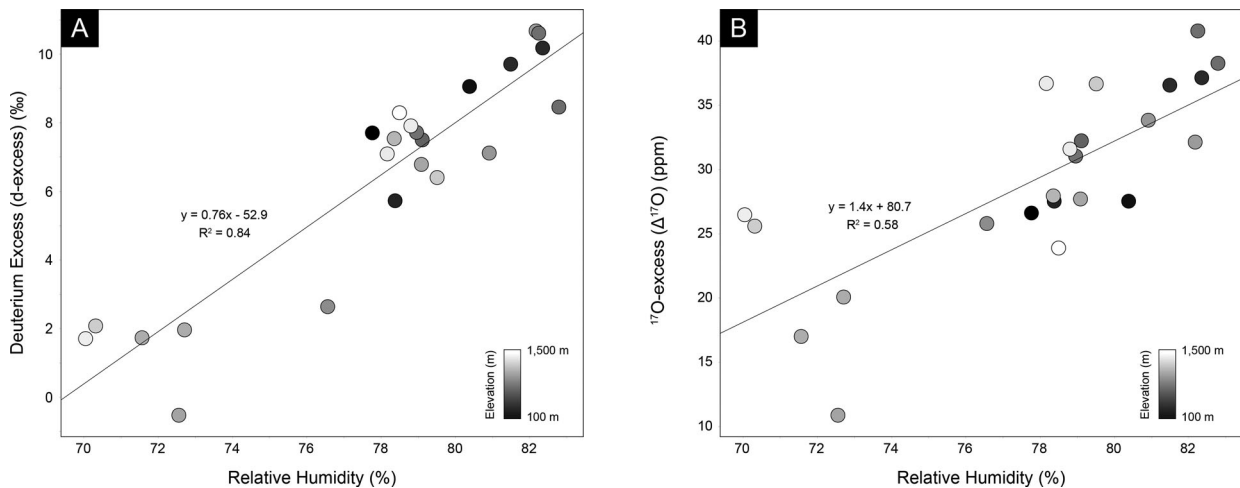 A
Deuterium Excess (d-excess) (‰)
10
8
6
4
2
0
y = 0.76x - 52.9
R² = 0.84
Elevation (m)
1,500 m
100 m
70 72 74 76 78 80 82
Relative Humidity (%)
B
¹⁷O-excess (Δ¹⁷O) (ppm)
40
35
30
25
20
15
10
y = 1.4x + 80.7
R² = 0.58
Elevation (m)
1,500 m
100 m
70 72 74 76 78 80 82
Relative Humidity (%)